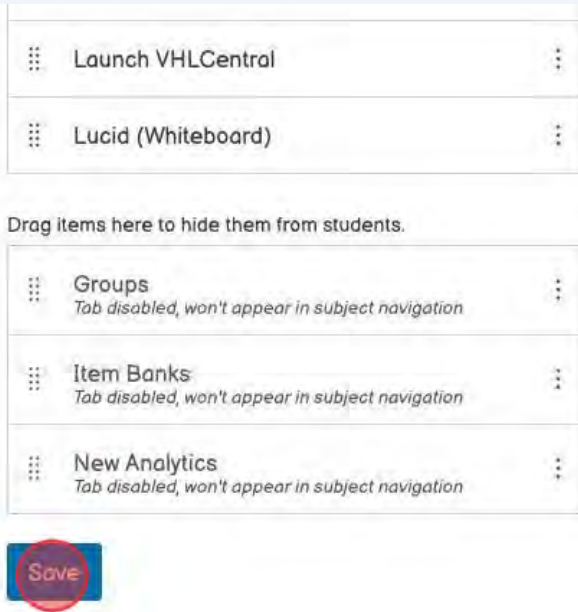 Launch VHLCentral
Lucid (Whiteboard)
Drag items here to hide them from students.
Groups
Tab disabled, won't appear in subject navigation
Item Banks
Tab disabled, won't appear in subject navigation
New Analytics
Tab disabled, won't appear in subject navigation
Save